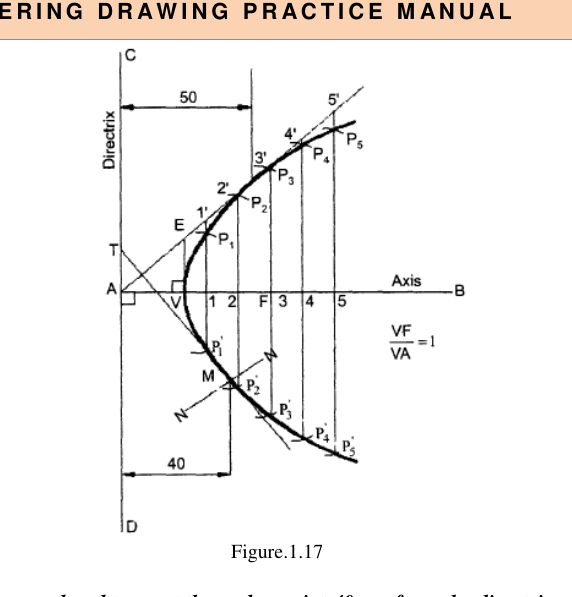 ERING DRAWING PRACTICE MANUAL
C
50
5'
Directrix
4'
P5
P4
3'
P3
2'
P2
E
1'
P1
T
A
V
1
2
F
3
4
5
Axis
B
VF
VA
=1
P1'
N
M
P2'
N
P3'
P4'
P5'
40
D
Figure.1.17